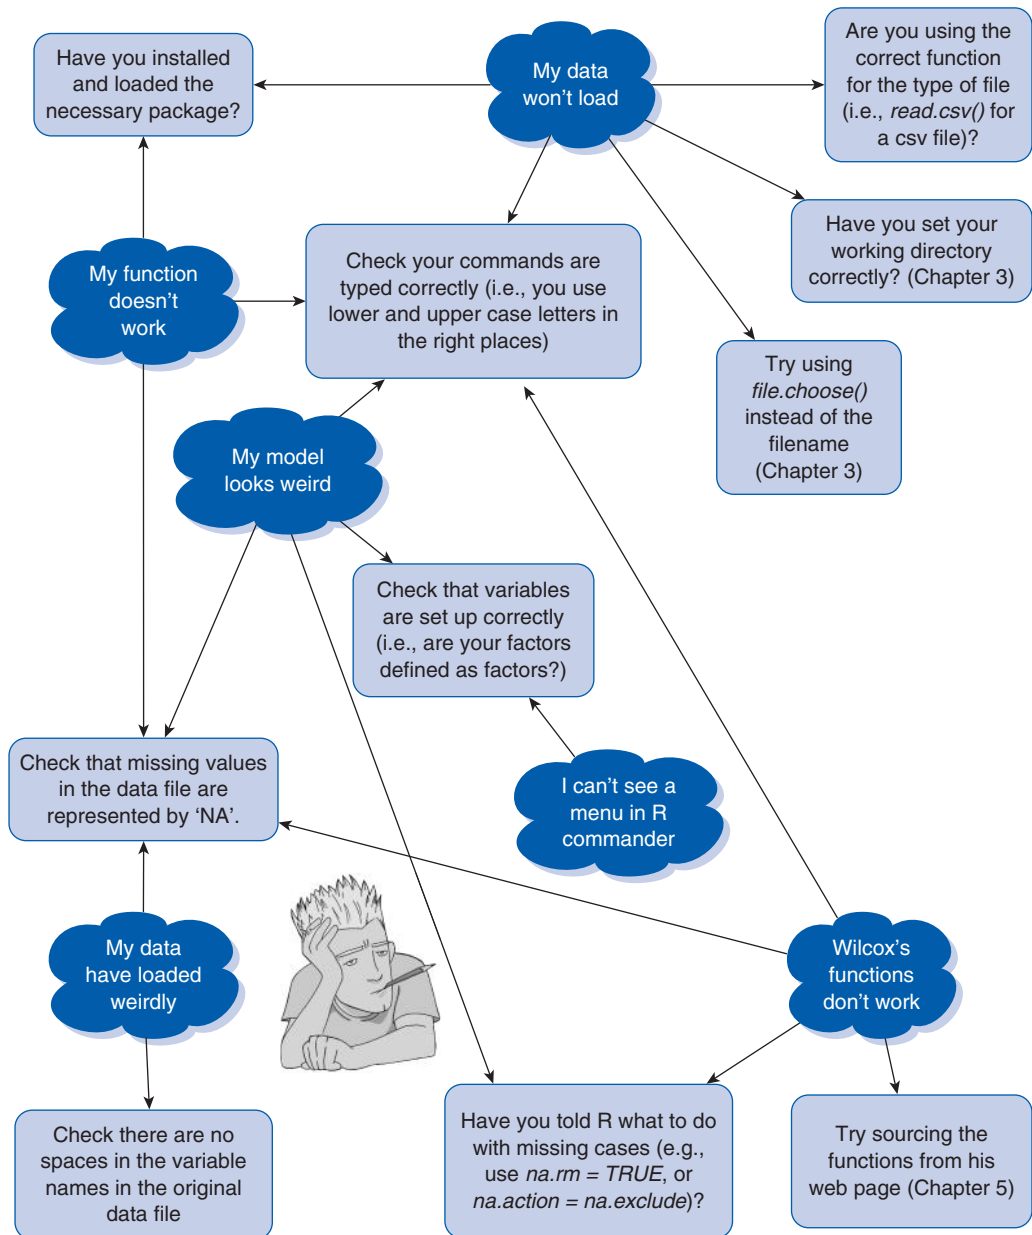 Have you installed
and loaded the
necessary package?
My data
won't load
Are you using the
correct function
for the type of file
(i.e., read.csv() for
a csv file)?
Have you set your
working directory
correctly? (Chapter 3)
My function
doesn't
work
Check your commands are
typed correctly (i.e., you use
lower and upper case letters in
the right places)
Try using
file.choose()
instead of the
filename
(Chapter 3)
My model
looks weird
Check that variables
are set up correctly
(i.e., are your factors
defined as factors?)
Check that missing values
in the data file are
represented by ‘NA’.
I can't see a
menu in R
commander
My data
have loaded
weirdly
Wilcox's
functions
don't work
Check there are no
spaces in the variable
names in the original
data file
Have you told R what to do
with missing cases (e.g.,
use na.rm = TRUE, or
na.action = na.exclude)?
Try sourcing the
functions from his
web page (Chapter 5)